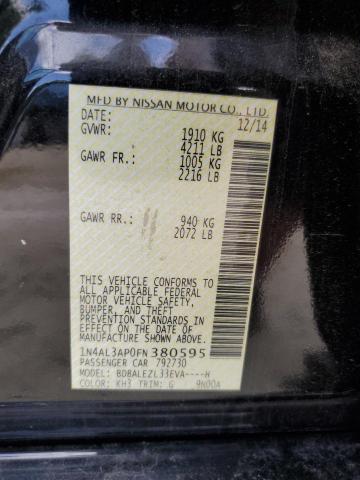 MFD BY NISSAN MOTOR CO., LTD.
DATE: 12/14
GVWR: 1910 KG
4211 LB
GAWR FR.: 1005 KG
2216 LB
GAWR RR.: 940 KG
2072 LB
THIS VEHICLE CONFORMS TO
ALL APPLICABLE FEDERAL
MOTOR VEHICLE SAFETY,
BUMPER, AND THEFT
PREVENTION STANDARDS
IN EFFECT ON THE DATE OF
MANUFACTURE SHOWN ABOVE.
1N4AL3AP0FN380595
PASSENGER CAR 792730
MODEL: BDBALEZL33EVA----H
COLOR: KH3 TRIM: G 9N00A